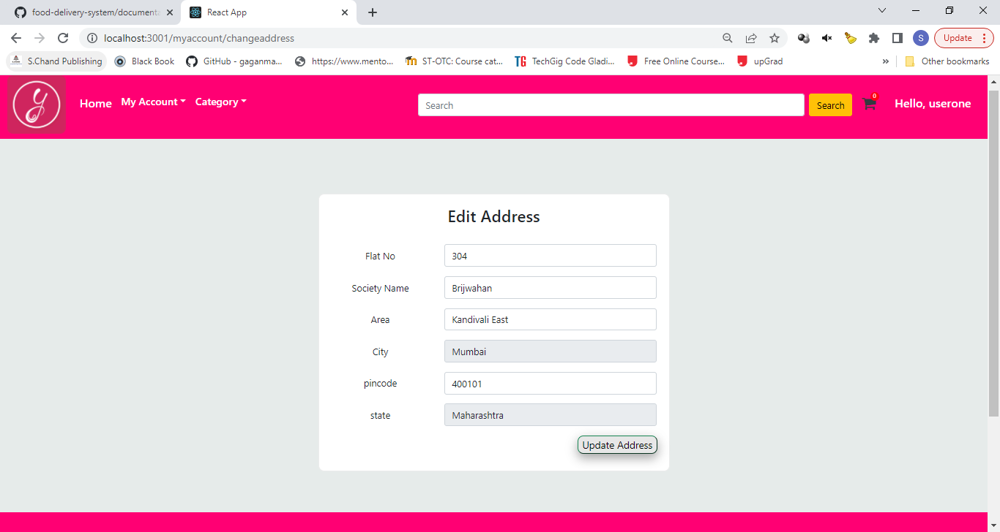 food-delivery-system/documenta
React App
localhost:3001/myaccount/changeaddress
S
Update
S.Chand Publishing
Black Book
GitHub - gaganma...
https://www.mento...
ST-OTC: Course cat...
TG TechGig Code Gladi...
Free Online Course...
upGrad
»
Other bookmarks
y
Home
My Account
Category
Search
Search
0
Hello, userone
Edit Address
Flat No 304
Society Name Brijwahan
Area Kandivali East
City Mumbai
pincode 400101
state Maharashtra
Update Address